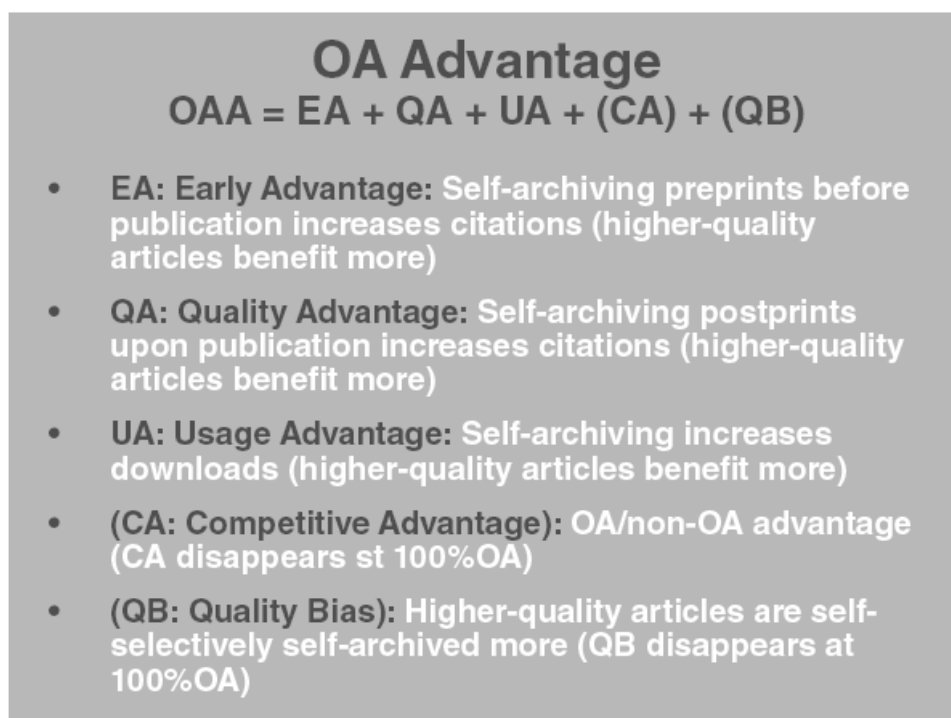 OA Advantage
OAA = EA + QA + UA + (CA) + (QB)
• EA: Early Advantage: Self-archiving preprints before
publication increases citations (higher-quality
articles benefit more)
• QA: Quality Advantage: Self-archiving postprints
upon publication increases citations (higher-quality
articles benefit more)
• UA: Usage Advantage: Self-archiving increases
downloads (higher-quality articles benefit more)
• (CA: Competitive Advantage): OA/non-OA advantage
(CA disappears st 100%OA)
• (QB: Quality Bias): Higher-quality articles are self-
selectively self-archived more (QB disappears at
100%OA)